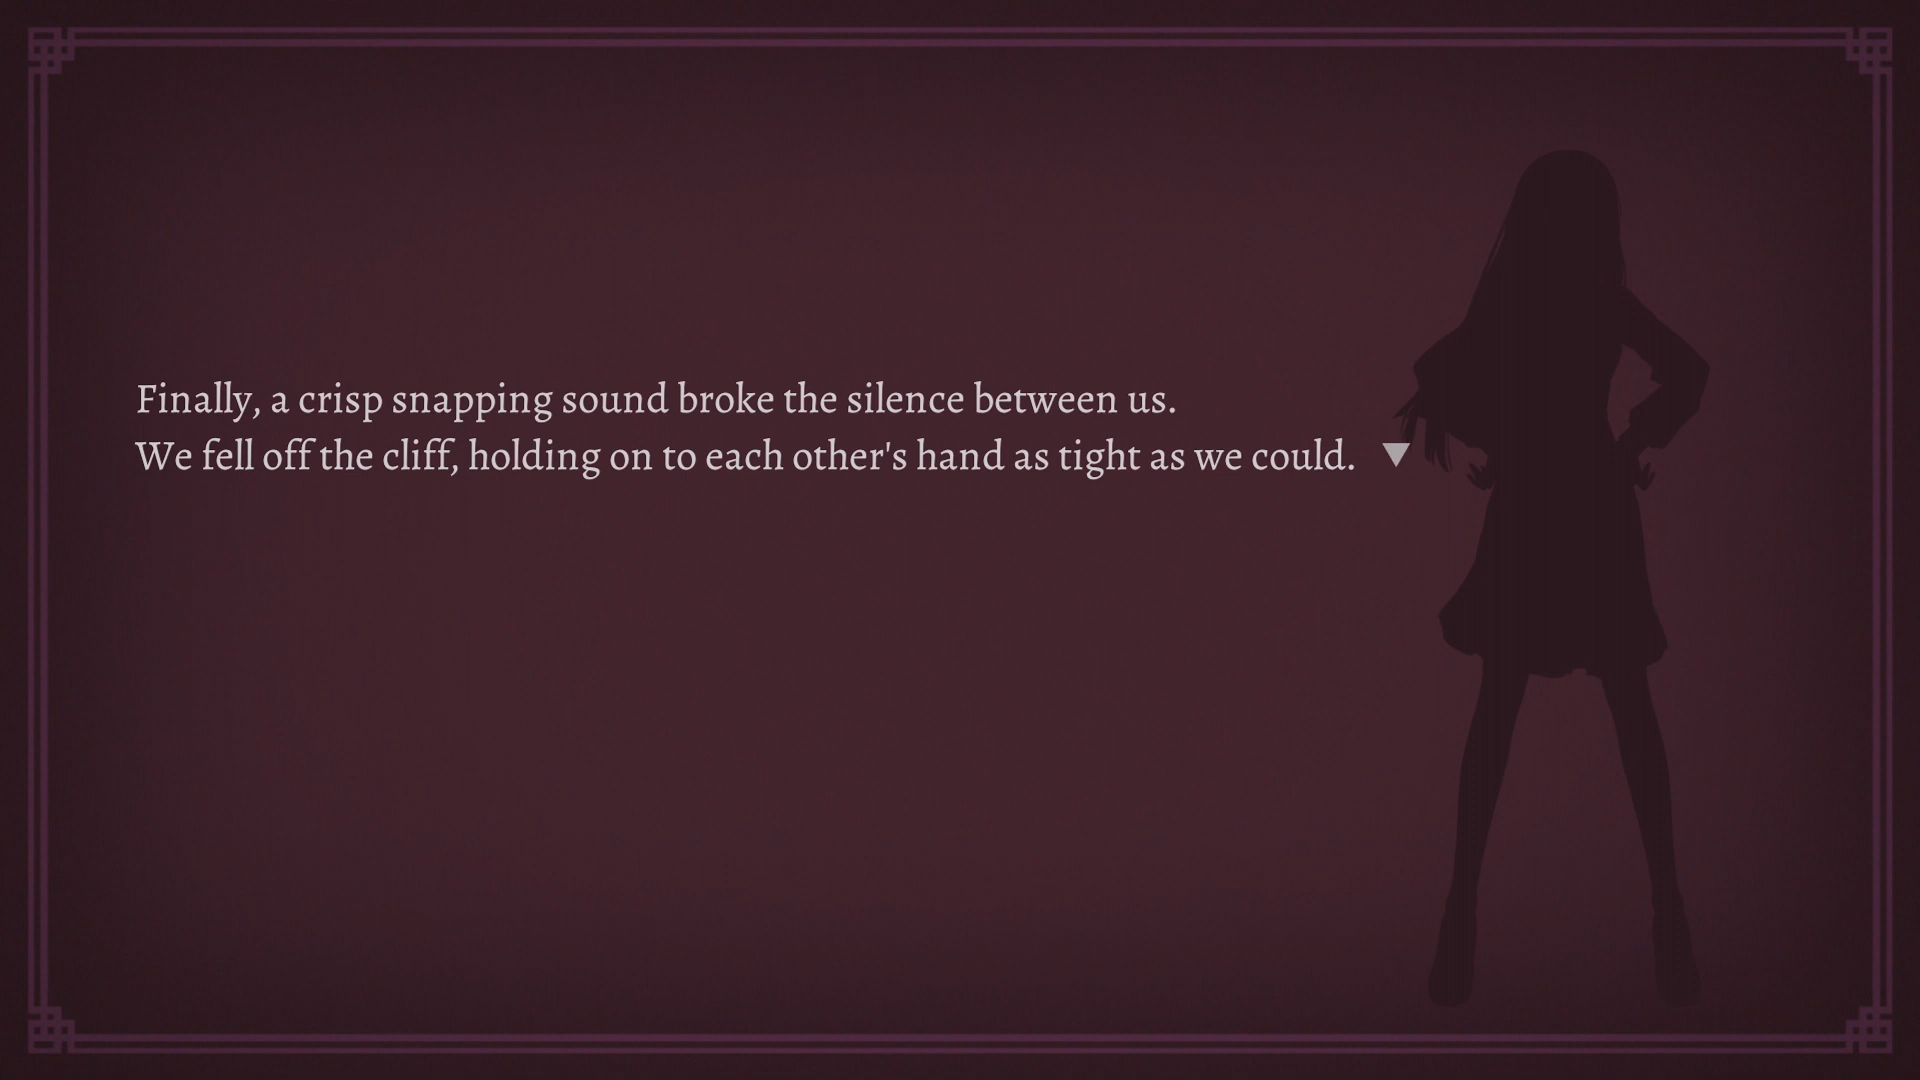 Finally, a crisp snapping sound broke the silence between us.
We fell off the cliff, holding on to each other's hand as tight as we could.